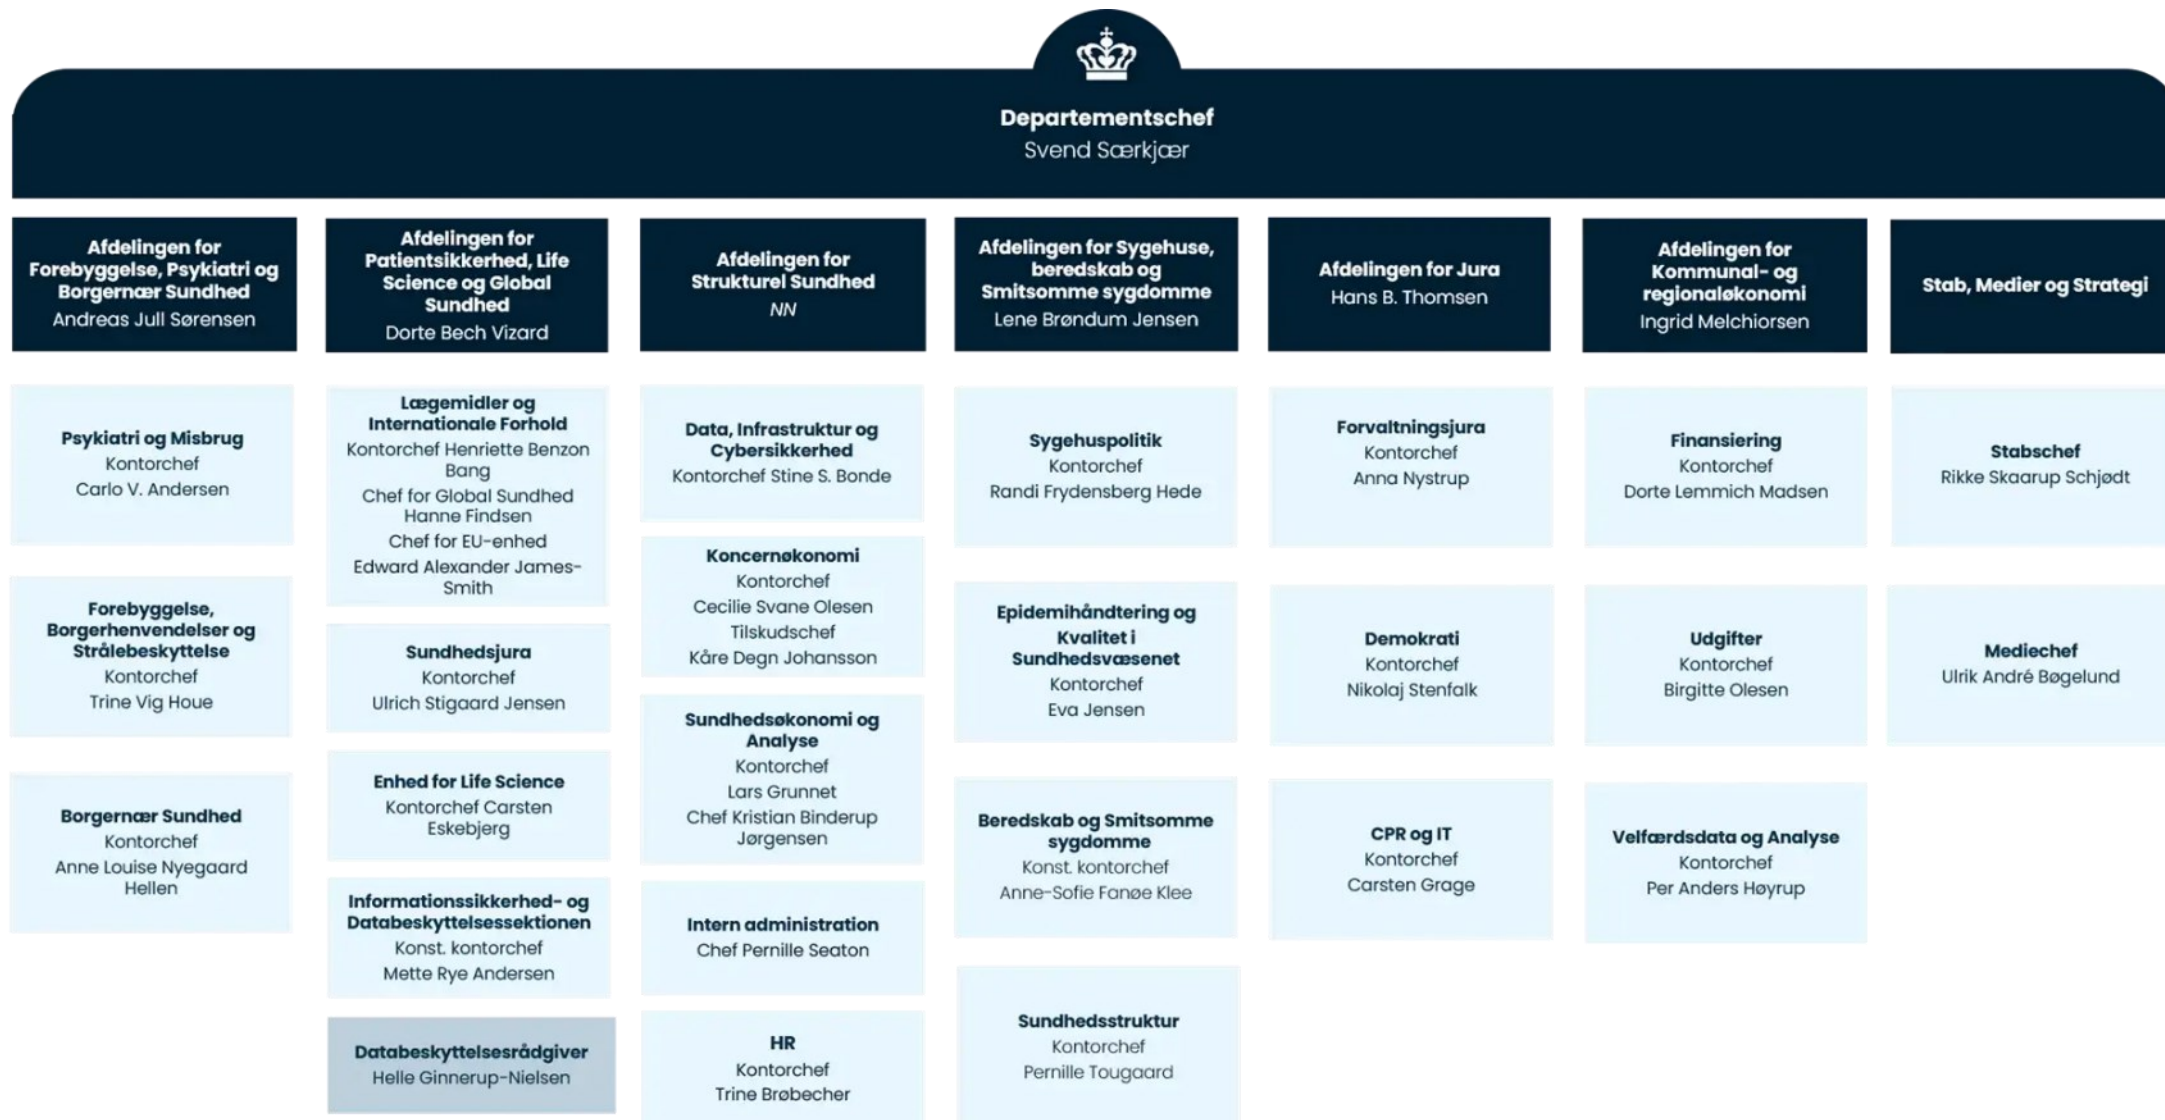 Departementschef
Svend Særkjær
Afdelingen for
Forebyggelse, Psykiatri og
Borgernær Sundhed
Andreas Jull Sørensen
Psykiatri og Misbrug
Kontorchef
Carlo V. Andersen
Forebyggelse,
Borgerhenvendelser og
Strålebeskyttelse
Kontorchef
Trine Vig Houe
Borgernær Sundhed
Kontorchef
Anne Louise Nyegaard
Hellen
Afdelingen for
Patientsikkerhed, Life
Science og Global
Sundhed
Dorte Bech Vizard
Lægemidler og
Internationale Forhold
Kontorchef Henriette Benzon
Bang
Chef for Global Sundhed
Hanne Findsen
Chef for EU-enhed
Edward Alexander James-
Smith
Sundhedsjura
Kontorchef
Ulrich Stigaard Jensen
Enhed for Life Science
Kontorchef Carsten
Eskebjerg
Informationssikkerhed- og
Databeskyttelsessektionen
Konst. kontorchef
Mette Rye Andersen
Databeskyttelsesrådgiver
Helle Ginnerup-Nielsen
Afdelingen for
Strukturel Sundhed
NN
Data, Infrastruktur og
Cybersikkerhed
Kontorchef Stine S. Bonde
Koncernøkonomi
Kontorchef
Cecilie Svane Olesen
Tilskudschef
Kåre Degn Johansson
Sundhedsøkonomi og
Analyse
Kontorchef
Lars Grunnet
Chef Kristian Binderup
Jørgensen
Intern administration
Chef Pernille Seaton
HR
Kontorchef
Trine Brøbecher
Afdelingen for Sygehuse,
beredskab og
Smitsomme sygdomme
Lene Brøndum Jensen
Sygehuspolitik
Kontorchef
Randi Frydensberg Hede
Epidemihåndtering og
Kvalitet i
Sundhedsvæsenet
Kontorchef
Eva Jensen
Beredskab og Smitsomme
sygdomme
Konst. kontorchef
Anne-Sofie Fanøe Klee
Sundhedsstruktur
Kontorchef
Pernille Tougaard
Afdelingen for Jura
Hans B. Thomsen
Forvaltningsjura
Kontorchef
Anna Nystrup
Demokrati
Kontorchef
Nikolaj Stenfalk
CPR og IT
Kontorchef
Carsten Grage
Afdelingen for
Kommunal- og
regionaløkonomi
Ingrid Melchiorsen
Finansiering
Kontorchef
Dorte Lemmich Madsen
Udgifter
Kontorchef
Birgitte Olesen
Velfærdsdata og Analyse
Kontorchef
Per Anders Høyrup
Stab, Medier og Strategi
Stabschef
Rikke Skaarup Schjødt
Mediechef
Ulrik André Bøgelund